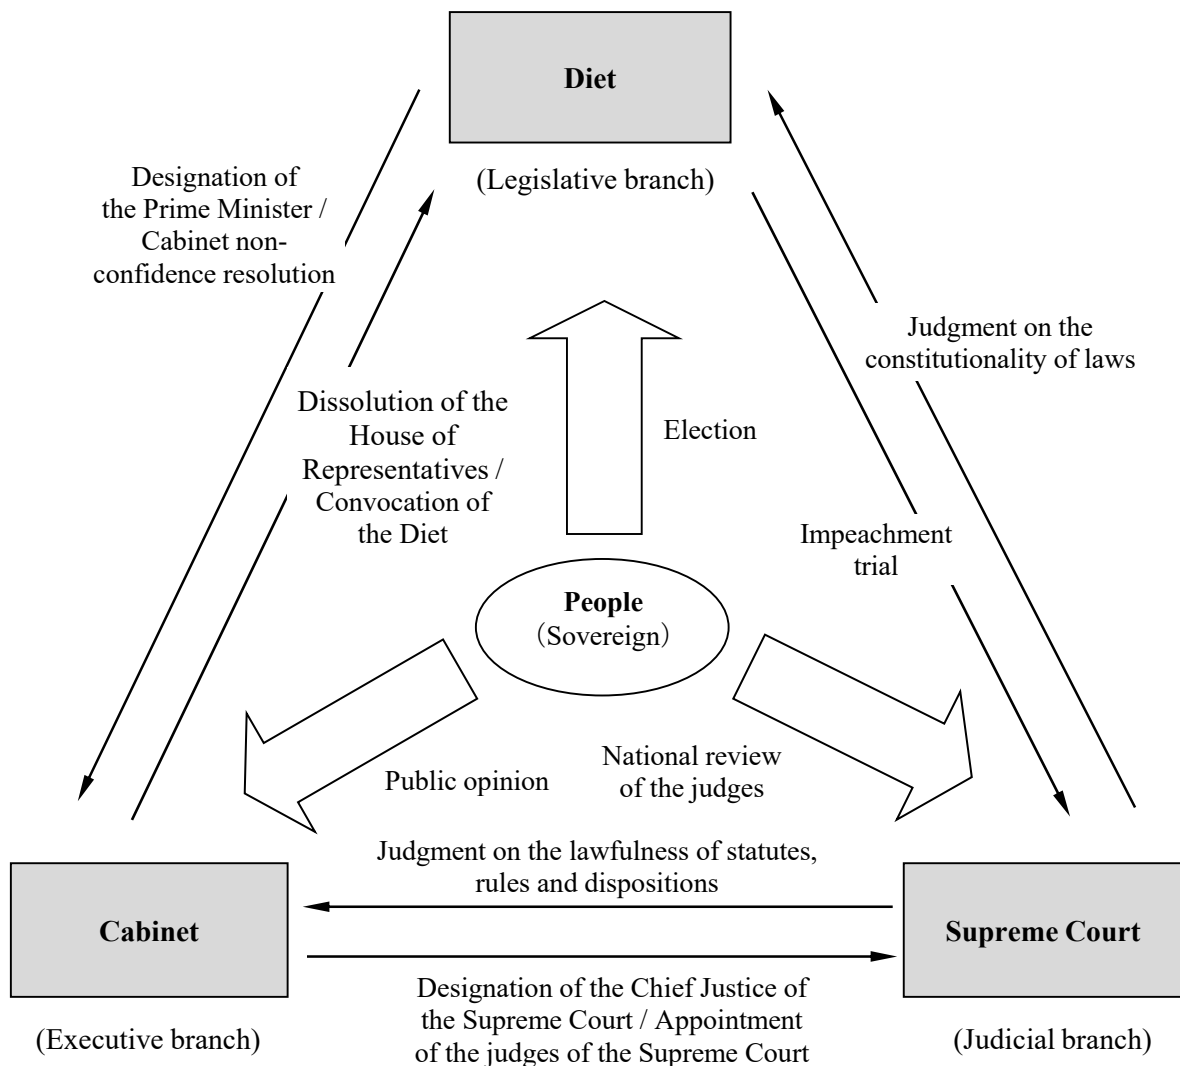 Diet
(Legislative branch)
Designation of
the Prime Minister /
Cabinet non-
confidence resolution
Judgment on the
constitutionality of laws
Dissolution of the
House of
Representatives /
Convocation of
the Diet
Election
Impeachment
trial
People
（Sovereign）
Public opinion
National review
of the judges
Judgment on the lawfulness of statutes,
rules and dispositions
Cabinet
(Executive branch)
Supreme Court
(Judicial branch)
Designation of the Chief Justice of
the Supreme Court / Appointment
of the judges of the Supreme Court